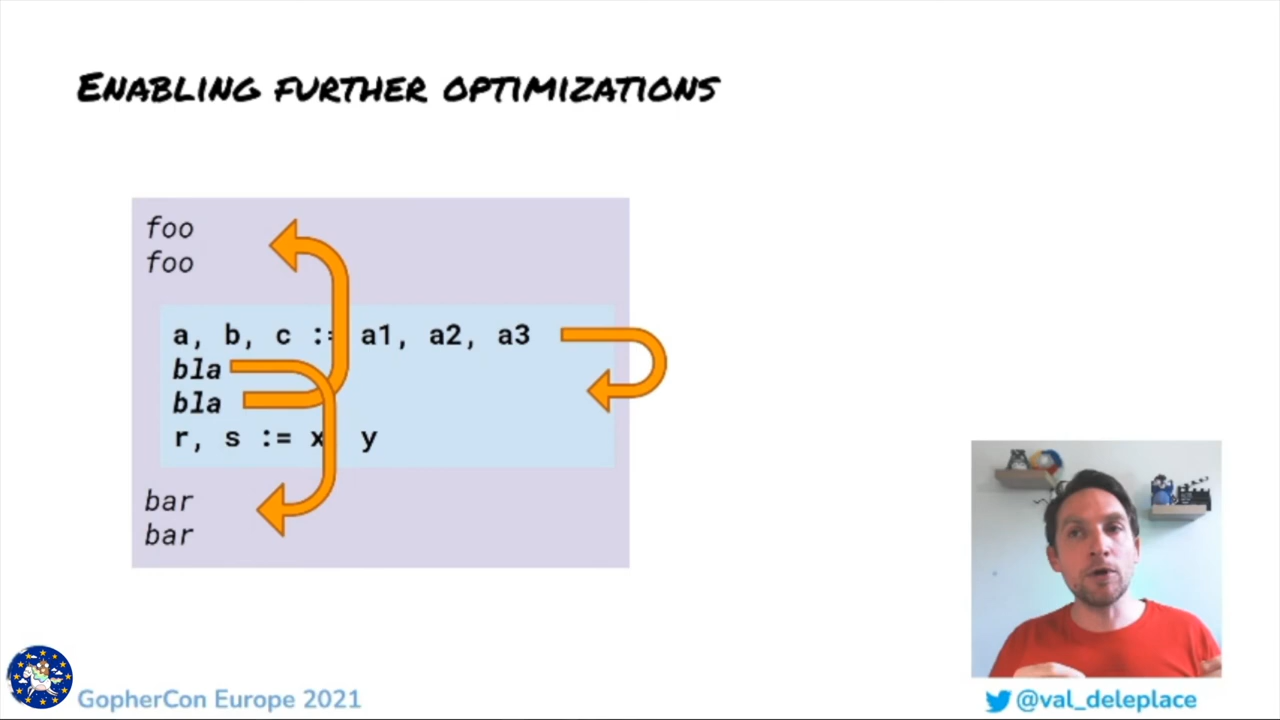 ENABLING FURTHER OPTIMIZATIONS
foo
foo
a, b, c := a1, a2, a3
bla
bla
r, s := x y
bar
bar
GopherCon Europe 2021
@val_deleplace